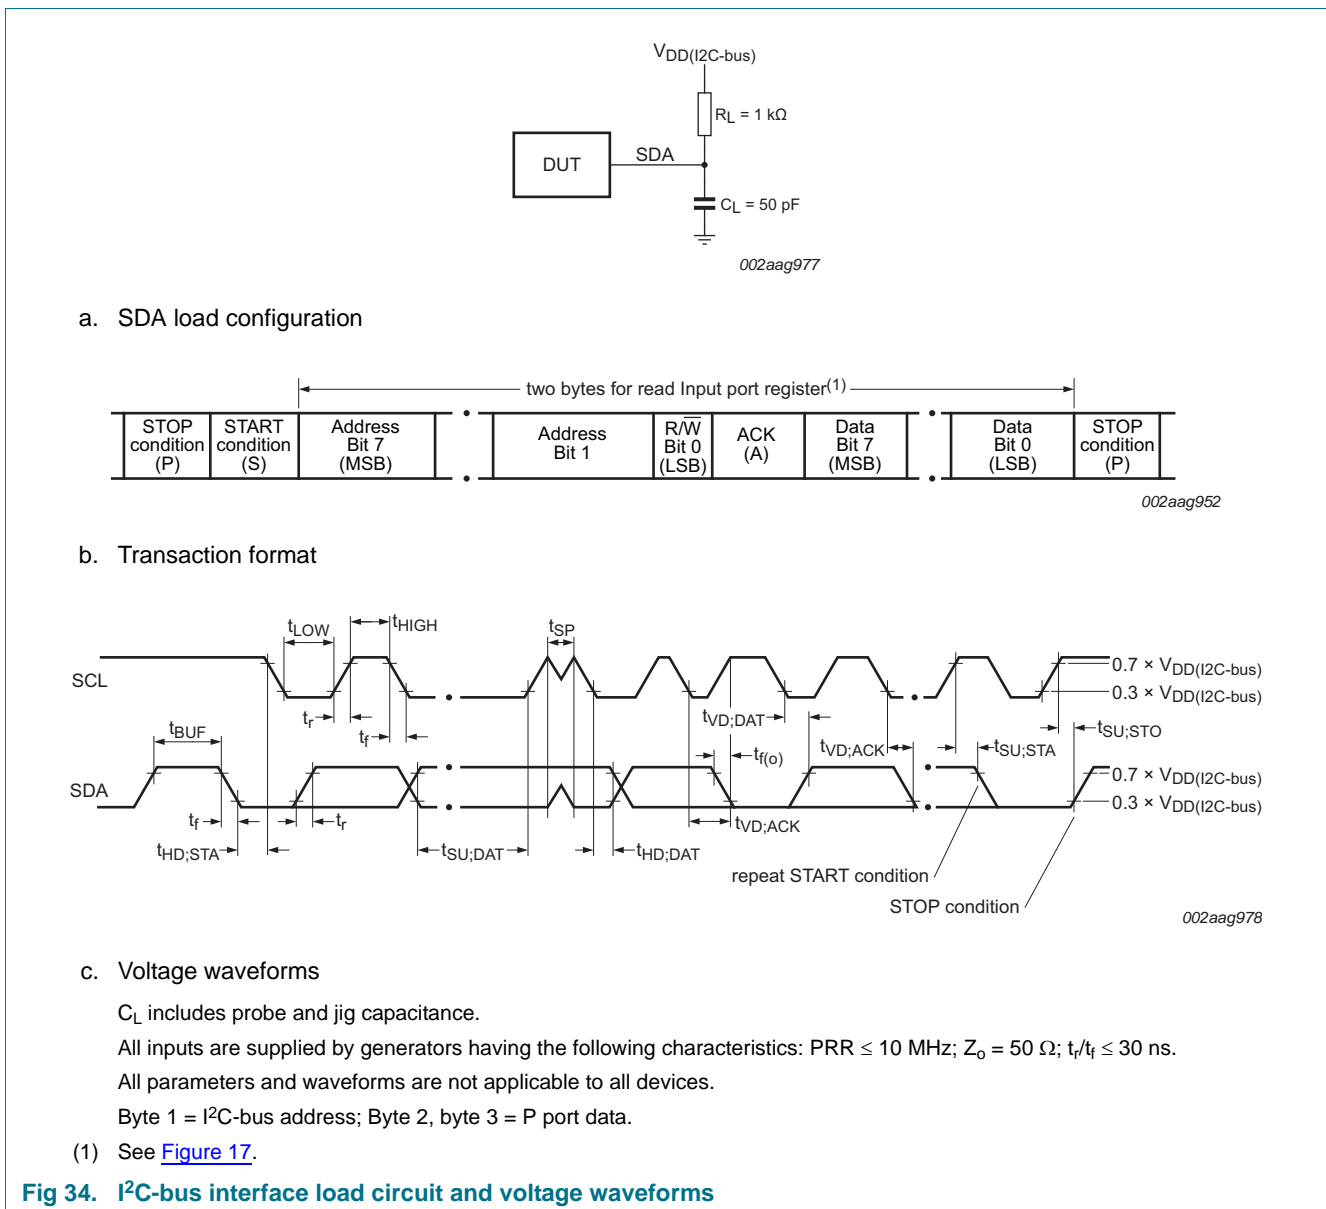 VDD(I2C-bus)
RL = 1 kΩ
DUT
SDA
CL = 50 pF
002aag977
a. SDA load configuration
two bytes for read Input port register(1)
STOP condition (P)
START condition (S)
Address Bit 7 (MSB)
Address Bit 1
R/W̅ Bit 0 (LSB)
ACK (A)
Data Bit 7 (MSB)
Data Bit 0 (LSB)
STOP condition (P)
002aag952
b. Transaction format
tLOW
tHIGH
tSP
0.7 × VDD(I2C-bus)
SCL
0.3 × VDD(I2C-bus)
tr
tf
tBUF
tVD;DAT
tf(o)
tVD;ACK
tSU;STA
tSU;STO
0.7 × VDD(I2C-bus)
SDA
0.3 × VDD(I2C-bus)
tf
tr
tVD;ACK
tHD;STA
tSU;DAT
tHD;DAT
repeat START condition
STOP condition
002aag978
c. Voltage waveforms
CL includes probe and jig capacitance.
All inputs are supplied by generators having the following characteristics: PRR ≤ 10 MHz; Zo = 50 Ω; tr/tf ≤ 30 ns.
All parameters and waveforms are not applicable to all devices.
Byte 1 = I²C-bus address; Byte 2, byte 3 = P port data.
(1) See Figure 17.
Fig 34. I²C-bus interface load circuit and voltage waveforms